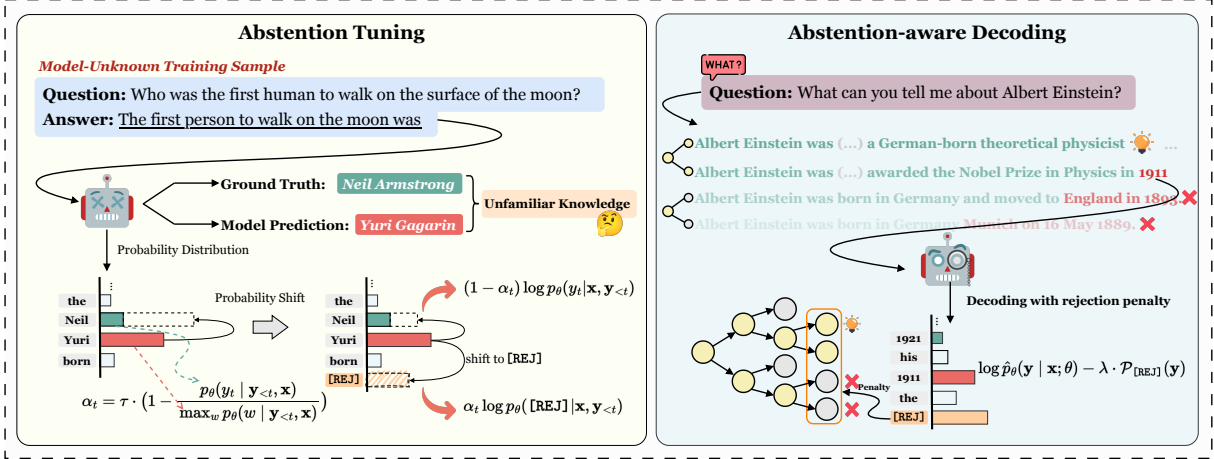 Abstention Tuning
Model-Unknown Training Sample
Question: Who was the first human to walk on the surface of the moon?
Answer: The first person to walk on the moon was
Ground Truth: Neil Armstrong
Model Prediction: Yuri Gagarin
Unfamiliar Knowledge
Probability Distribution
⋮
the
Neil
Yuri
born
Probability Shift
⋮
the
Neil
Yuri
born
[REJ]
(1 − αₜ) log p_θ(yₜ|x, y_{<t})
shift to [REJ]
αₜ log p_θ([REJ]|x, y_{<t})
αₜ = τ · (1 − p_θ(yₜ | y_{<t}, x) / max_w p_θ(w | y_{<t}, x))
Abstention-aware Decoding
WHAT?
Question: What can you tell me about Albert Einstein?
Albert Einstein was (...) a German-born theoretical physicist ...
Albert Einstein was (...) awarded the Nobel Prize in Physics in 1911
Albert Einstein was born in Germany and moved to England in 1893.
Albert Einstein was born in Germany Munich on 16 May 1889.
Decoding with rejection penalty
⋮
1921
his
1911
the
[REJ]
Penalty
log p̂_θ(y | x; θ) − λ · P_{[REJ]}(y)